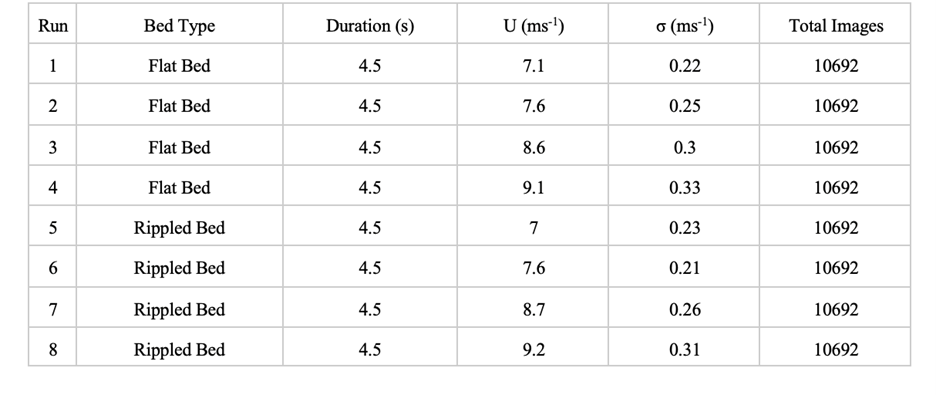 Run Bed Type Duration (s) U (ms⁻¹) σ (ms⁻¹) Total Images
1 Flat Bed 4.5 7.1 0.22 10692
2 Flat Bed 4.5 7.6 0.25 10692
3 Flat Bed 4.5 8.6 0.3 10692
4 Flat Bed 4.5 9.1 0.33 10692
5 Rippled Bed 4.5 7 0.23 10692
6 Rippled Bed 4.5 7.6 0.21 10692
7 Rippled Bed 4.5 8.7 0.26 10692
8 Rippled Bed 4.5 9.2 0.31 10692